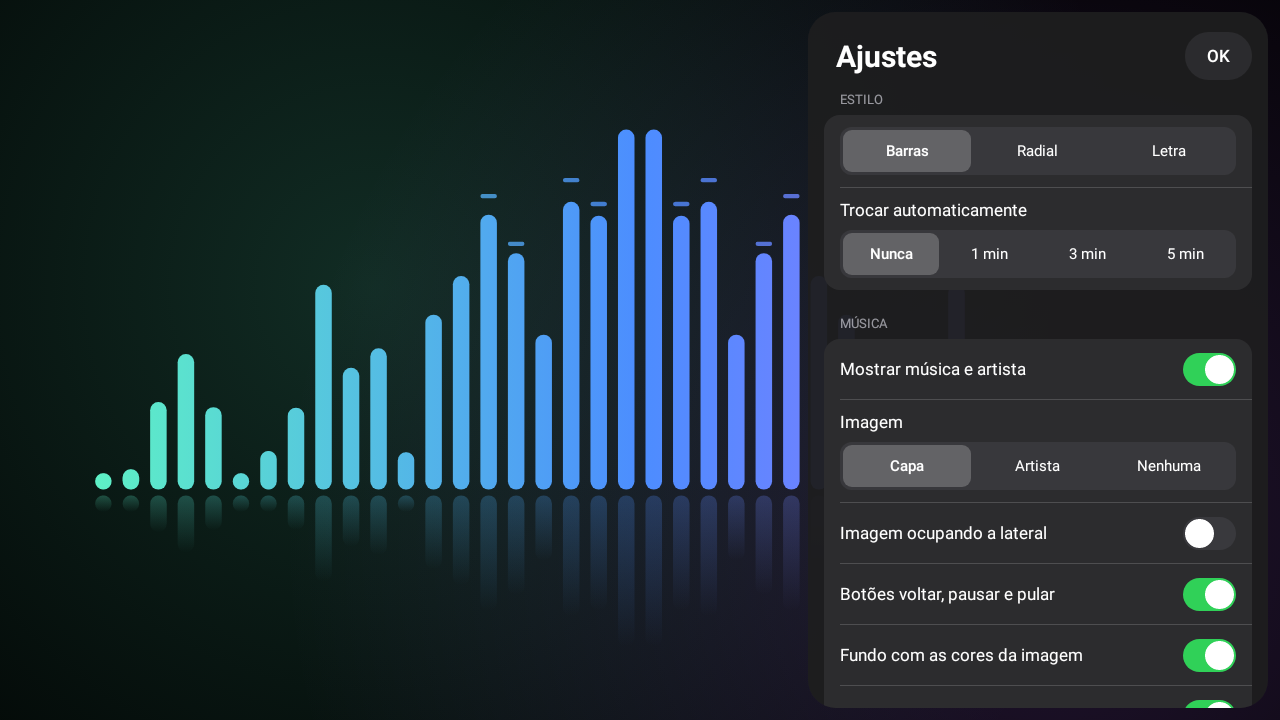 Ajustes
OK
ESTILO
Barras Radial Letra
Trocar automaticamente
Nunca 1 min 3 min 5 min
MÚSICA
Mostrar música e artista
Imagem
Capa Artista Nenhuma
Imagem ocupando a lateral
Botões voltar, pausar e pular
Fundo com as cores da imagem